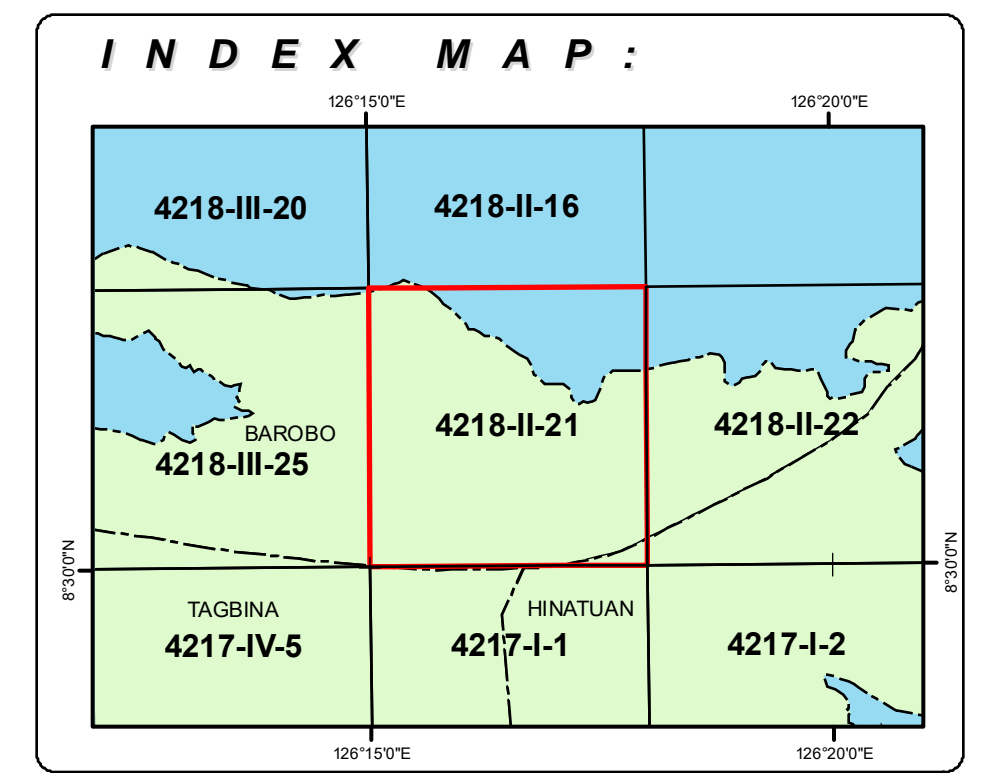 INDEX MAP:
126°15'0"E 126°20'0"E
4218-III-20 4218-II-16
BAROBO
4218-III-25 4218-II-21 4218-II-22
8°30'0"N 8°30'0"N
TAGBINA HINATUAN
4217-IV-5 4217-I-1 4217-I-2
126°15'0"E 126°20'0"E